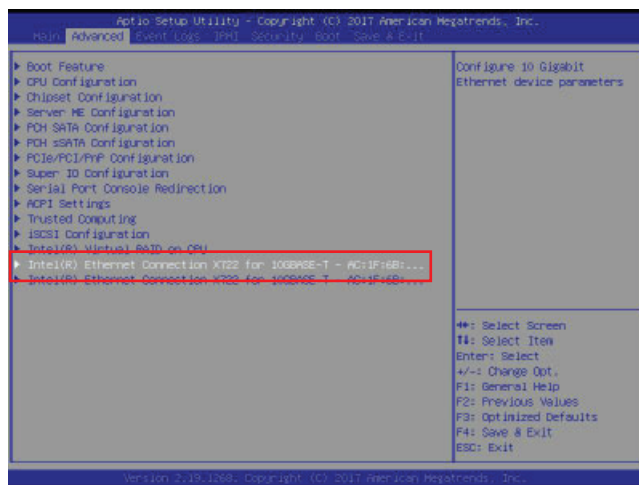 Aptio Setup Utility - Copyright (C) 2017 American Megatrends, Inc.
Main Advanced Event Logs IPMI Security Boot Save & Exit
Boot Feature
CPU Configuration
Chipset Configuration
Server ME Configuration
PCH SATA Configuration
PCH sSATA Configuration
PCIe/PCI/PnP Configuration
Super IO Configuration
Serial Port Console Redirection
ACPI Settings
Trusted Computing
iSCSI Configuration
Intel(R) Virtual RAID on CPU
Intel(R) Ethernet Connection X722 for 10GBASE-T - AC:1F:6B:...
Intel(R) Ethernet Connection X722 for 10GBASE-T - AC:1F:6B:...
Configure 10 Gigabit
Ethernet device parameters
↔: Select Screen
↑↓: Select Item
Enter: Select
+/-: Change Opt.
F1: General Help
F2: Previous Values
F3: Optimized Defaults
F4: Save & Exit
ESC: Exit
Version 2.19.1268. Copyright (C) 2017 American Megatrends, Inc.